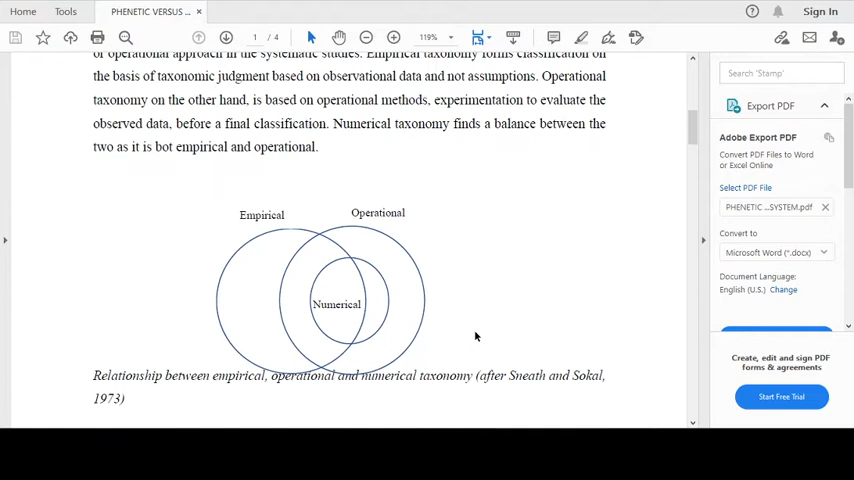 Home Tools PHENETIC VERSUS ... × Sign In
1 / 4 119%
of operational approach in the systematic studies. Empirical taxonomy forms classification on
the basis of taxonomic judgment based on observational data and not assumptions. Operational
taxonomy on the other hand, is based on operational methods, experimentation to evaluate the
observed data, before a final classification. Numerical taxonomy finds a balance between the
two as it is bot empirical and operational.
Empirical
Operational
Numerical
Relationship between empirical, operational and numerical taxonomy (after Sneath and Sokal,
1973)
Search 'Stamp'
Export PDF
Adobe Export PDF
Convert PDF Files to Word
or Excel Online
Select PDF File
PHENETIC ...SYSTEM.pdf
Convert to
Microsoft Word (*.docx)
Document Language:
English (U.S.) Change
Create, edit and sign PDF
forms & agreements
Start Free Trial